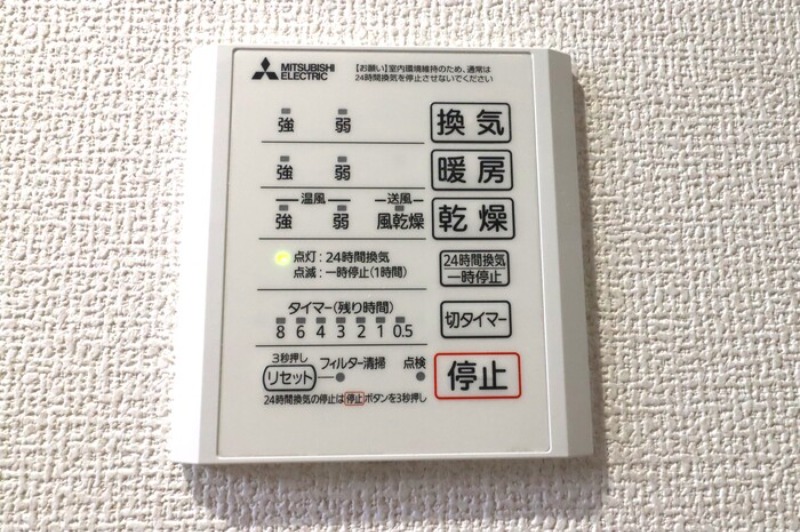 MITSUBISHI
ELECTRIC
【お願い】室内環境維持のため、通常は
24時間換気を停止させないでください
強 弱 換気
強 弱 暖房
温風 送風
強 弱 風乾燥 乾燥
点灯：24時間換気
点滅：一時停止(1時間)
24時間換気
一時停止
タイマー(残り時間)
8 6 4 3 2 1 0.5
切タイマー
3秒押し
リセット フィルター清掃 点検
停止
24時間換気の停止は停止ボタンを3秒押し